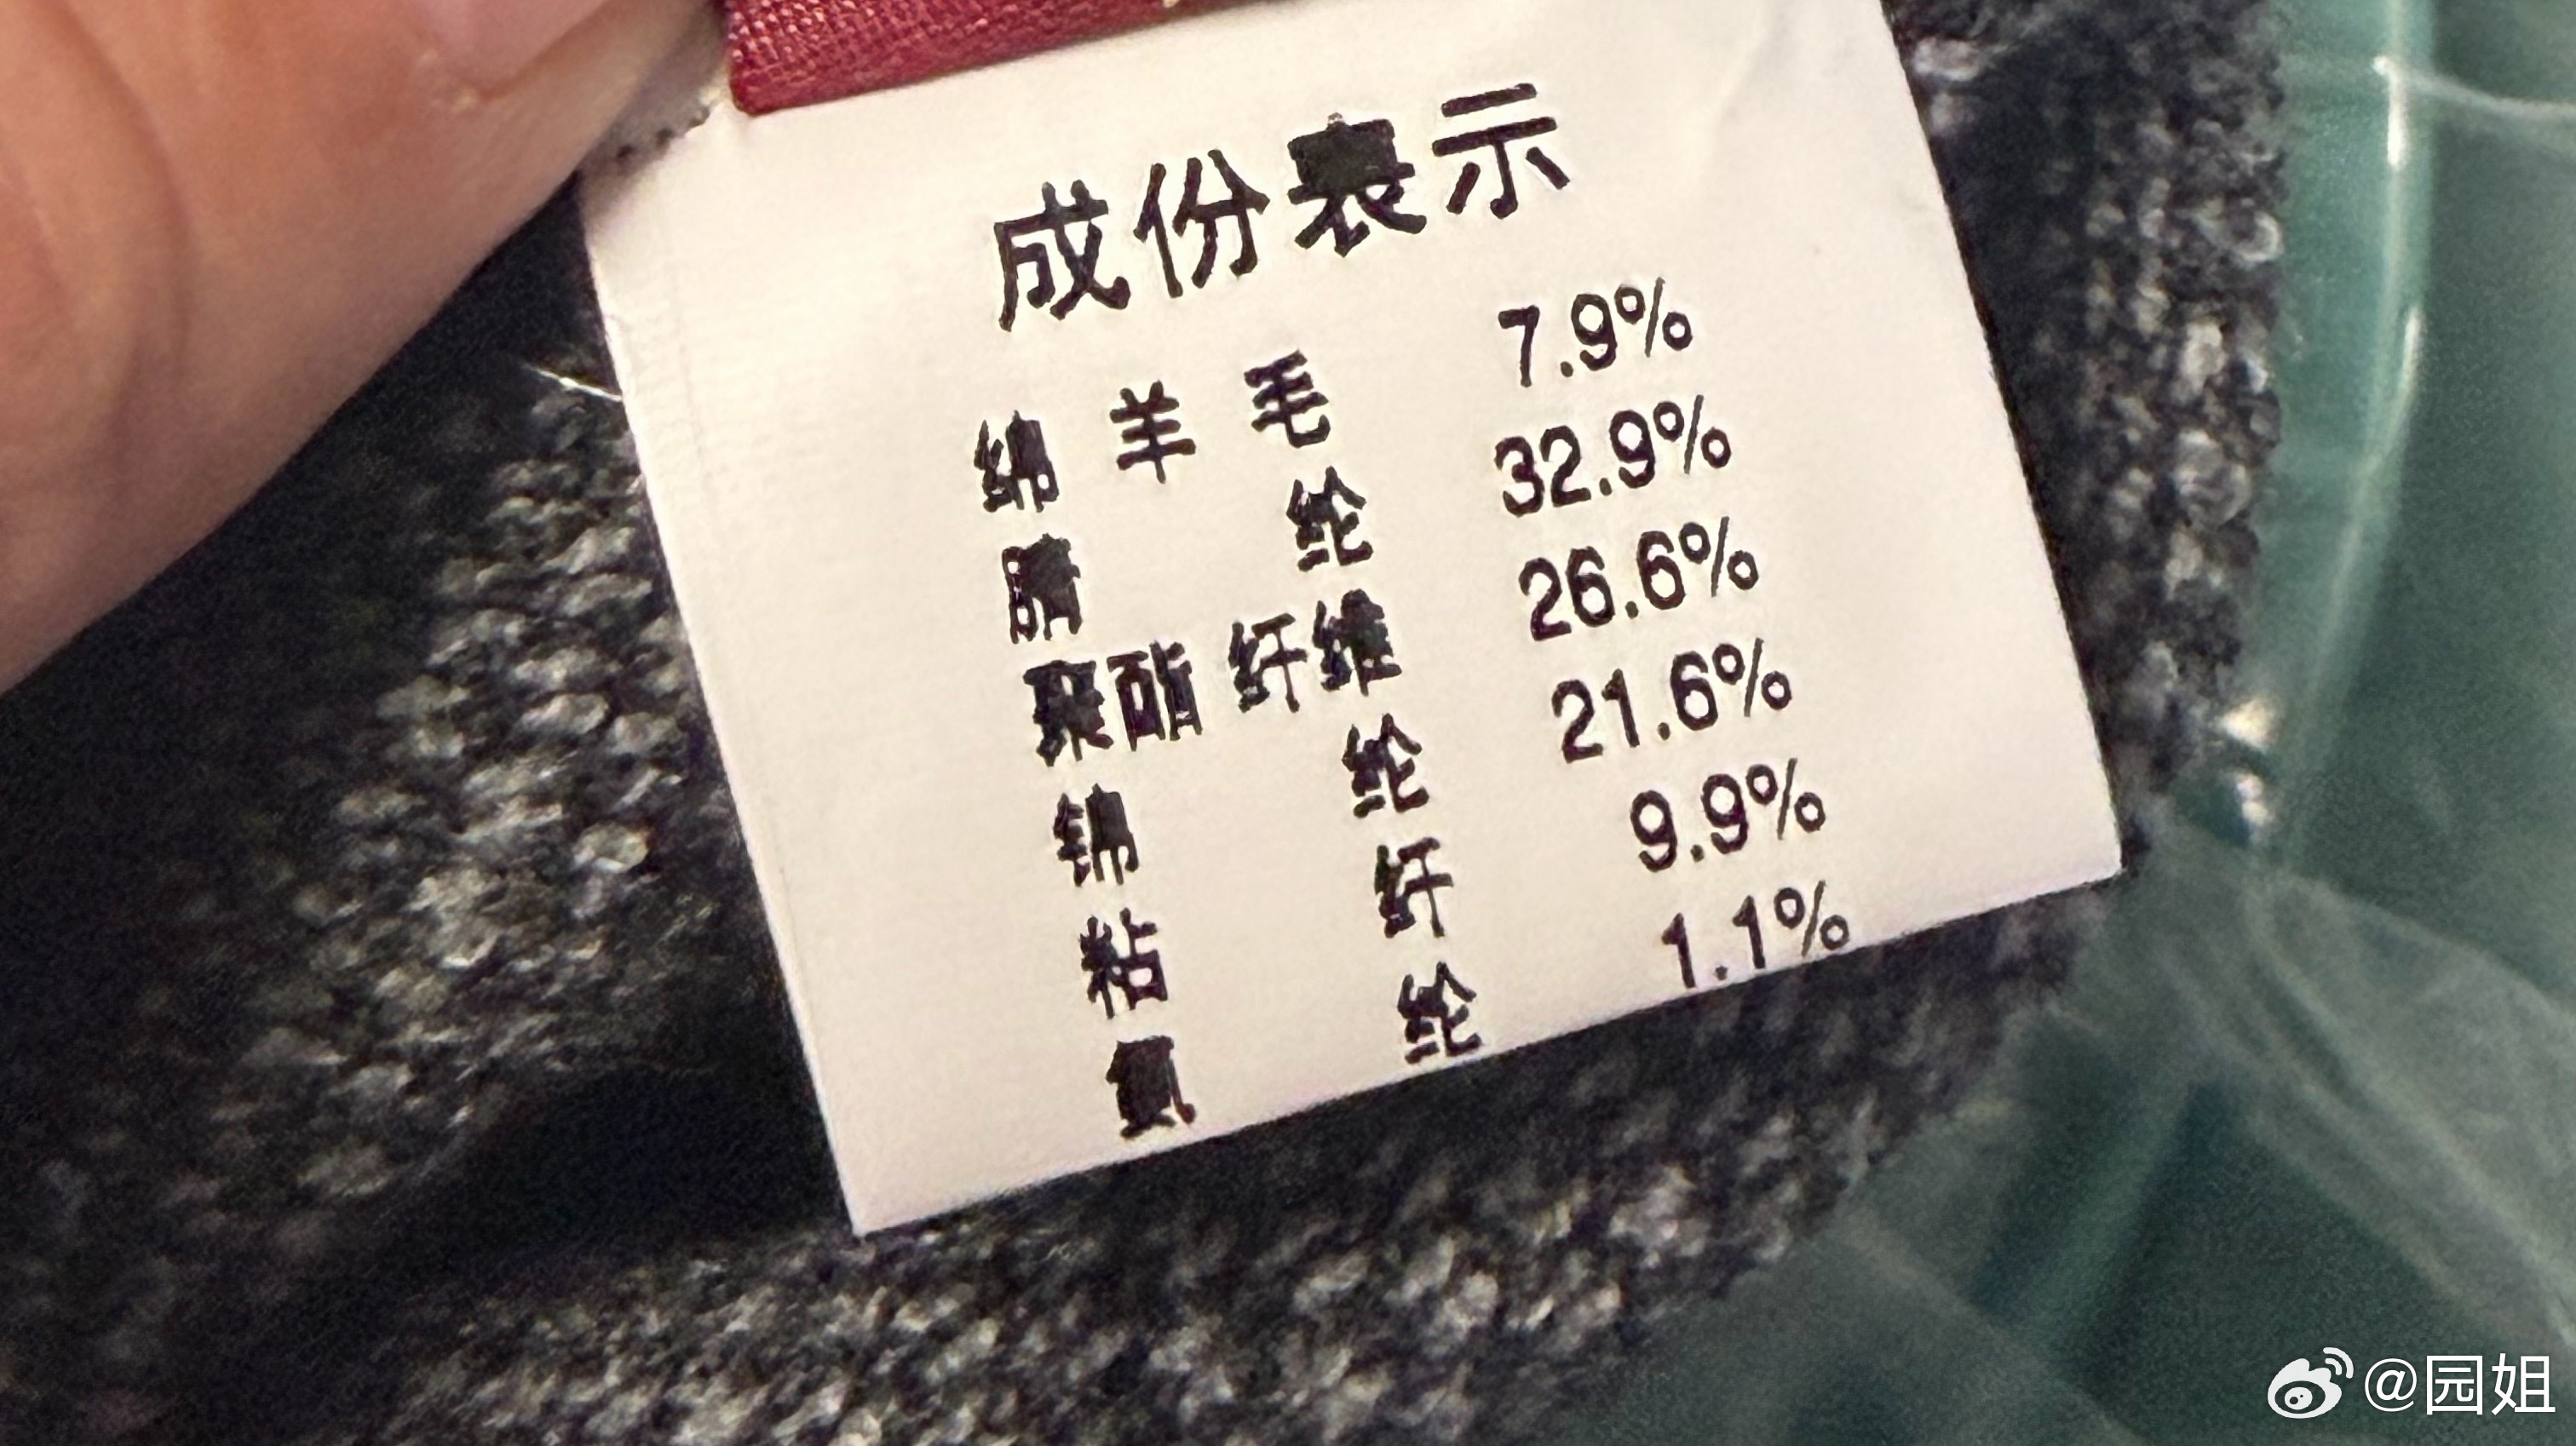 成份表示
绵羊毛 7.9%
腈纶 32.9%
聚酯纤维 26.6%
锦纶 21.6%
粘纤 9.9%
氨纶 1.1%
@园姐